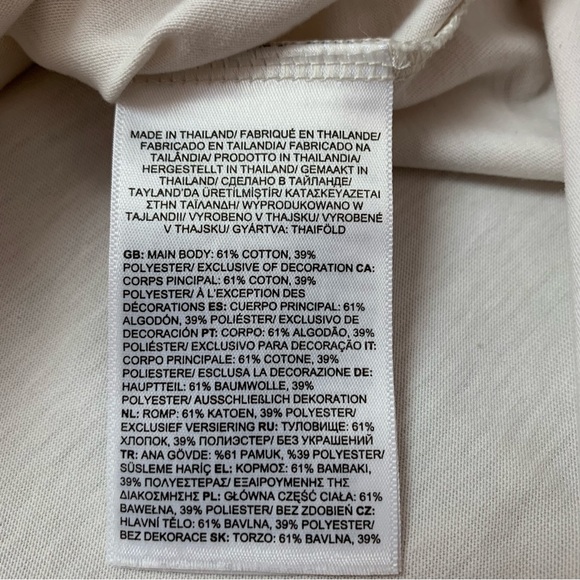 MADE IN THAILAND/ FABRIQUÉ EN THAILANDE/
FABRICADO EN TAILANDIA/ FABRICADO NA
TAILÂNDIA/ PRODOTTO IN THAILANDIA/
HERGESTELLT IN THAILAND/ GEMAAKT IN
THAILAND/ СДЕЛАНО В ТАЙЛАНДЕ/
TAYLAND'DA ÜRETİLMİŞTİR/ ΚΑΤΑΣΚΕΥΑΖΕΤΑΙ
ΣΤΗΝ ΤΑΪΛΑΝΔΗ/ WYPRODUKOWANO W
TAJLANDII/ VYROBENO V THAJSKU/ VYROBENÉ
V THAJSKU/ GYÁRTVA: THAIFÖLD
GB: MAIN BODY: 61% COTTON, 39%
POLYESTER/ EXCLUSIVE OF DECORATION CA:
CORPS PINCIPAL: 61% COTON, 39%
POLYESTER/ À L'EXCEPTION DES
DÉCORATIONS ES: CUERPO PRINCIPAL: 61%
ALGODÓN, 39% POLIÉSTER/ EXCLUSIVO DE
DECORACIÓN PT: CORPO: 61% ALGODÃO, 39%
POLIÉSTER/ EXCLUSIVO PARA DECORAÇÃO IT:
CORPO PRINCIPALE: 61% COTONE, 39%
POLIESTERE/ ESCLUSA LA DECORAZIONE DE:
HAUPTTEIL: 61% BAUMWOLLE, 39%
POLYESTER/ AUSSCHLIEßLICH DEKORATION
NL: ROMP: 61% KATOEN, 39% POLYESTER/
EXCLUSIEF VERSIERING RU: ТУЛОВИЩЕ: 61%
ХЛОПОК, 39% ПОЛИЭСТЕР/ БЕЗ УКРАШЕНИЙ
TR: ANA GÖVDE: %61 PAMUK, %39 POLYESTER/
SÜSLEME HARİÇ EL: ΚΟΡΜΟΣ: 61% ΒΑΜΒΑΚΙ,
39% ΠΟΛΥΕΣΤΕΡΑΣ/ ΕΞΑΙΡΟΥΜΕΝΗΣ ΤΗΣ
ΔΙΑΚΟΣΜΗΣΗΣ PL: GŁÓWNA CZĘŚĆ CIAŁA: 61%
BAWEŁNA, 39% POLYESTER/ BEZ ZDOBIEŃ CZ:
HLAVNÍ TĚLO: 61% BAVLNA, 39% POLYESTER/
BEZ DEKORACE SK: TORZO: 61% BAVLNA, 39%